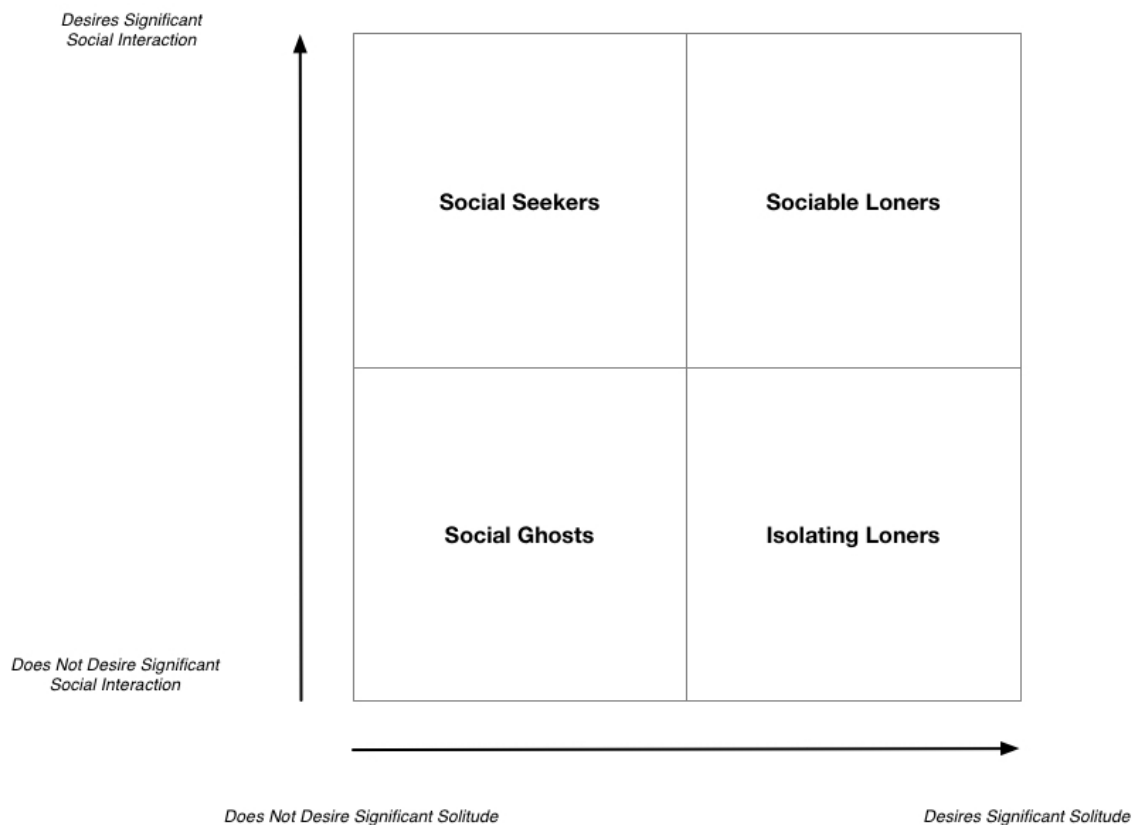 Desires Significant
Social Interaction
Social Seekers
Sociable Loners
Social Ghosts
Isolating Loners
Does Not Desire Significant
Social Interaction
Does Not Desire Significant Solitude
Desires Significant Solitude